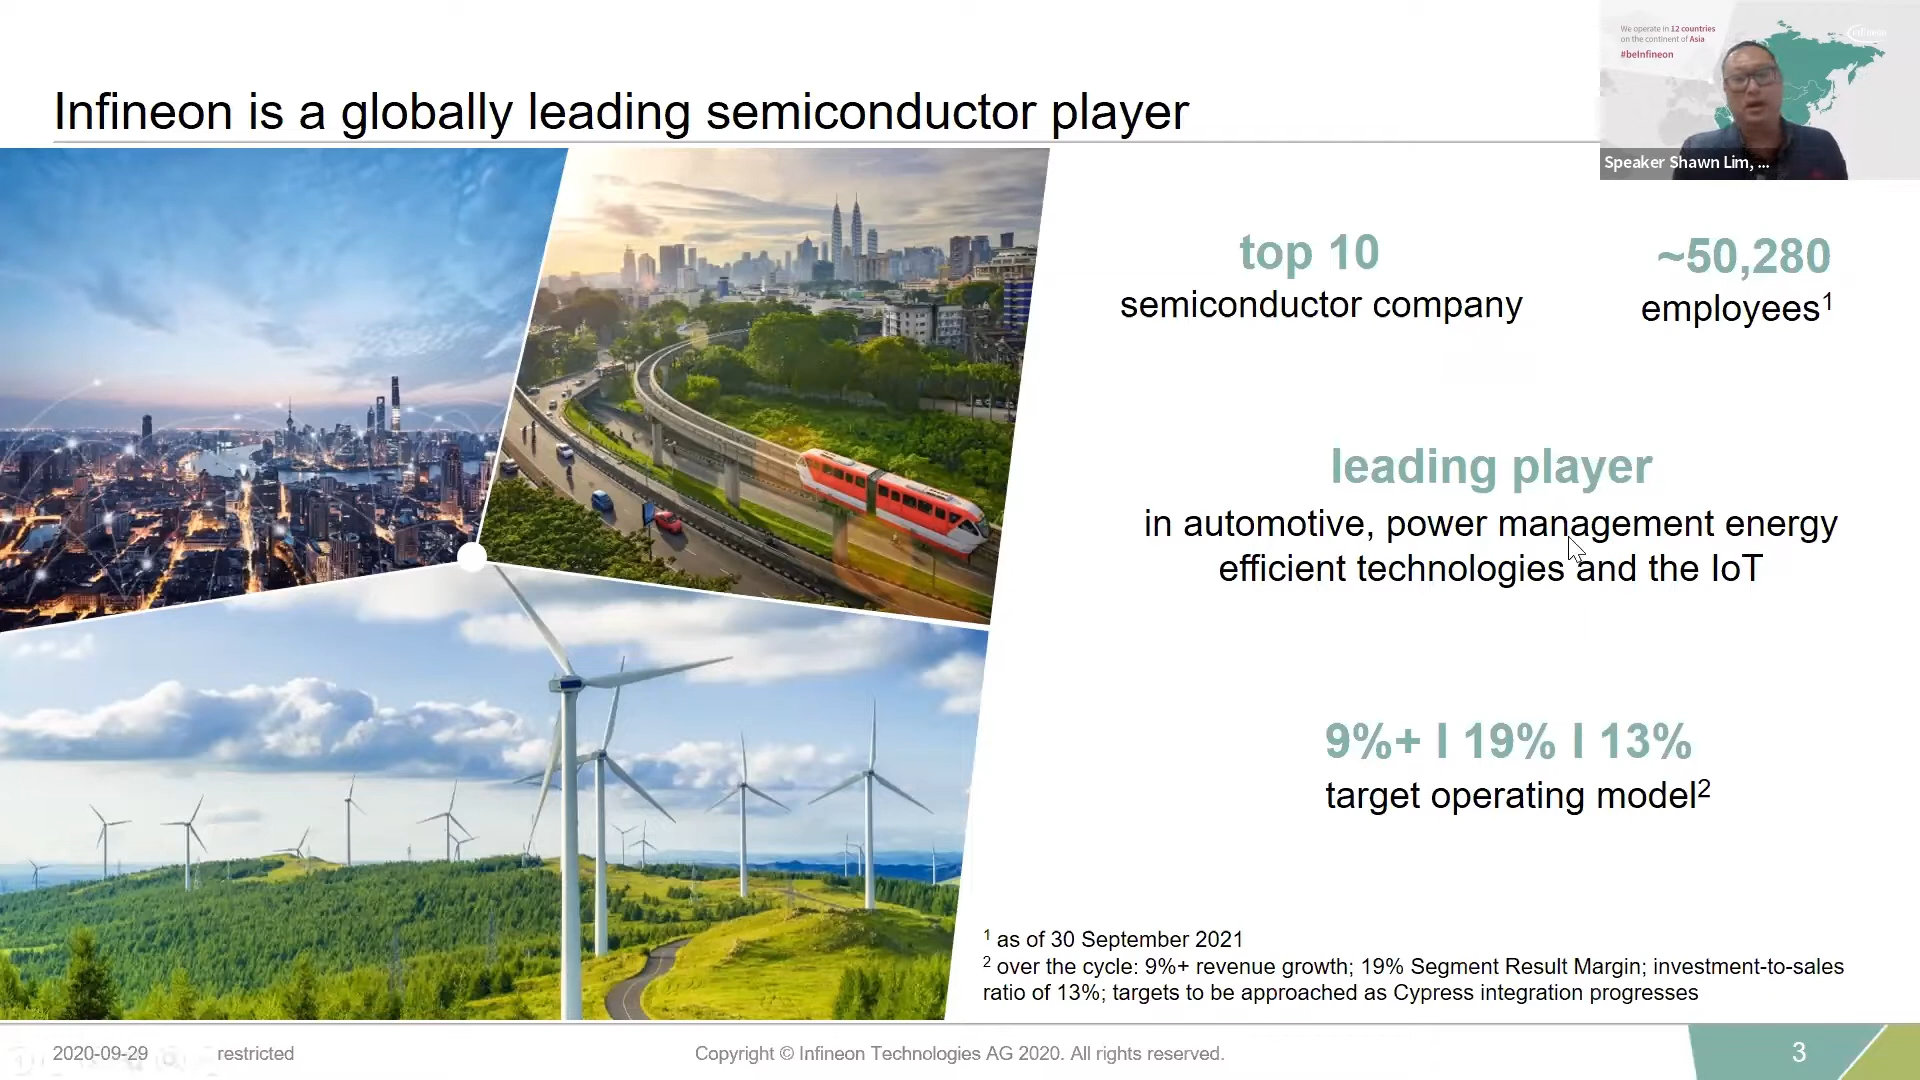 We operate in 12 countries
on the continent of Asia
#beInfineon
infineon
Speaker Shawn Lim, ...
Infineon is a globally leading semiconductor player
top 10
semiconductor company
~50,280
employees1
leading player
in automotive, power management energy
efficient technologies and the IoT
9%+ I 19% I 13%
target operating model2
1 as of 30 September 2021
2 over the cycle: 9%+ revenue growth; 19% Segment Result Margin; investment-to-sales
ratio of 13%; targets to be approached as Cypress integration progresses
2020-09-29
restricted
Copyright © Infineon Technologies AG 2020. All rights reserved.
3